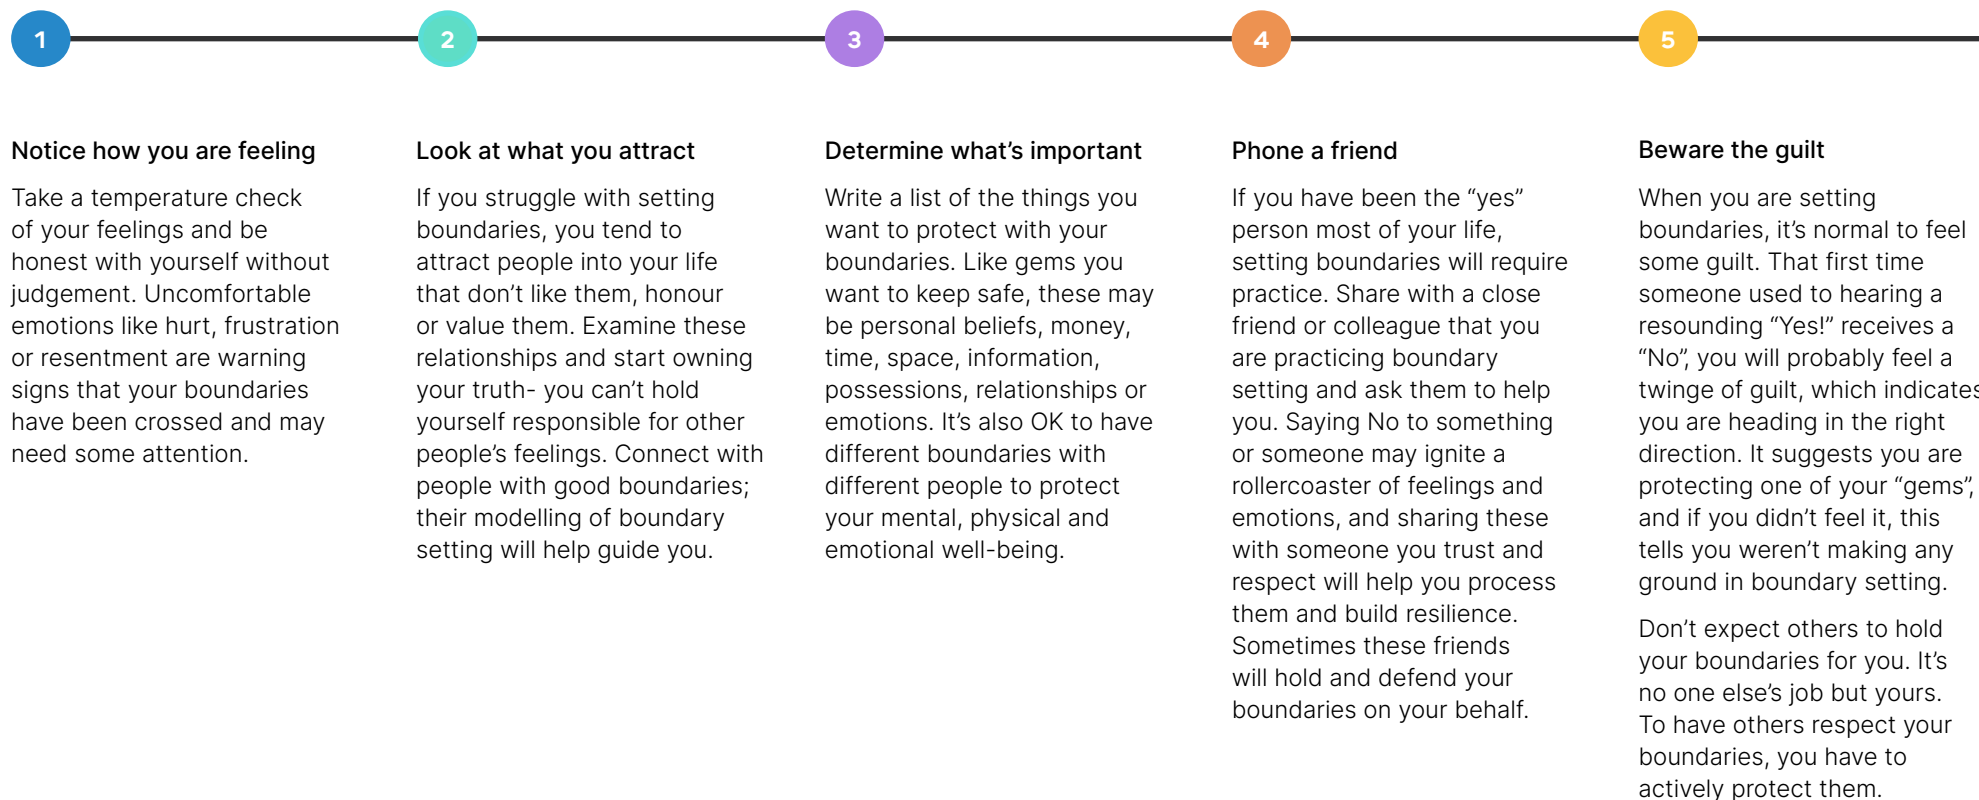 1
2
3
4
5
Notice how you are feeling
Take a temperature check
of your feelings and be
honest with yourself without
judgement. Uncomfortable
emotions like hurt, frustration
or resentment are warning
signs that your boundaries
have been crossed and may
need some attention.
Look at what you attract
If you struggle with setting
boundaries, you tend to
attract people into your life
that don’t like them, honour
or value them. Examine these
relationships and start owning
your truth- you can’t hold
yourself responsible for other
people’s feelings. Connect with
people with good boundaries;
their modelling of boundary
setting will help guide you.
Determine what’s important
Write a list of the things you
want to protect with your
boundaries. Like gems you
want to keep safe, these may
be personal beliefs, money,
time, space, information,
possessions, relationships or
emotions. It’s also OK to have
different boundaries with
different people to protect
your mental, physical and
emotional well-being.
Phone a friend
If you have been the “yes”
person most of your life,
setting boundaries will require
practice. Share with a close
friend or colleague that you
are practicing boundary
setting and ask them to help
you. Saying No to something
or someone may ignite a
rollercoaster of feelings and
emotions, and sharing these
with someone you trust and
respect will help you process
them and build resilience.
Sometimes these friends
will hold and defend your
boundaries on your behalf.
Beware the guilt
When you are setting
boundaries, it’s normal to feel
some guilt. That first time
someone used to hearing a
resounding “Yes!” receives a
“No”, you will probably feel a
twinge of guilt, which indicates
you are heading in the right
direction. It suggests you are
protecting one of your “gems”,
and if you didn’t feel it, this
tells you weren’t making any
ground in boundary setting.
Don’t expect others to hold
your boundaries for you. It’s
no one else’s job but yours.
To have others respect your
boundaries, you have to
actively protect them.